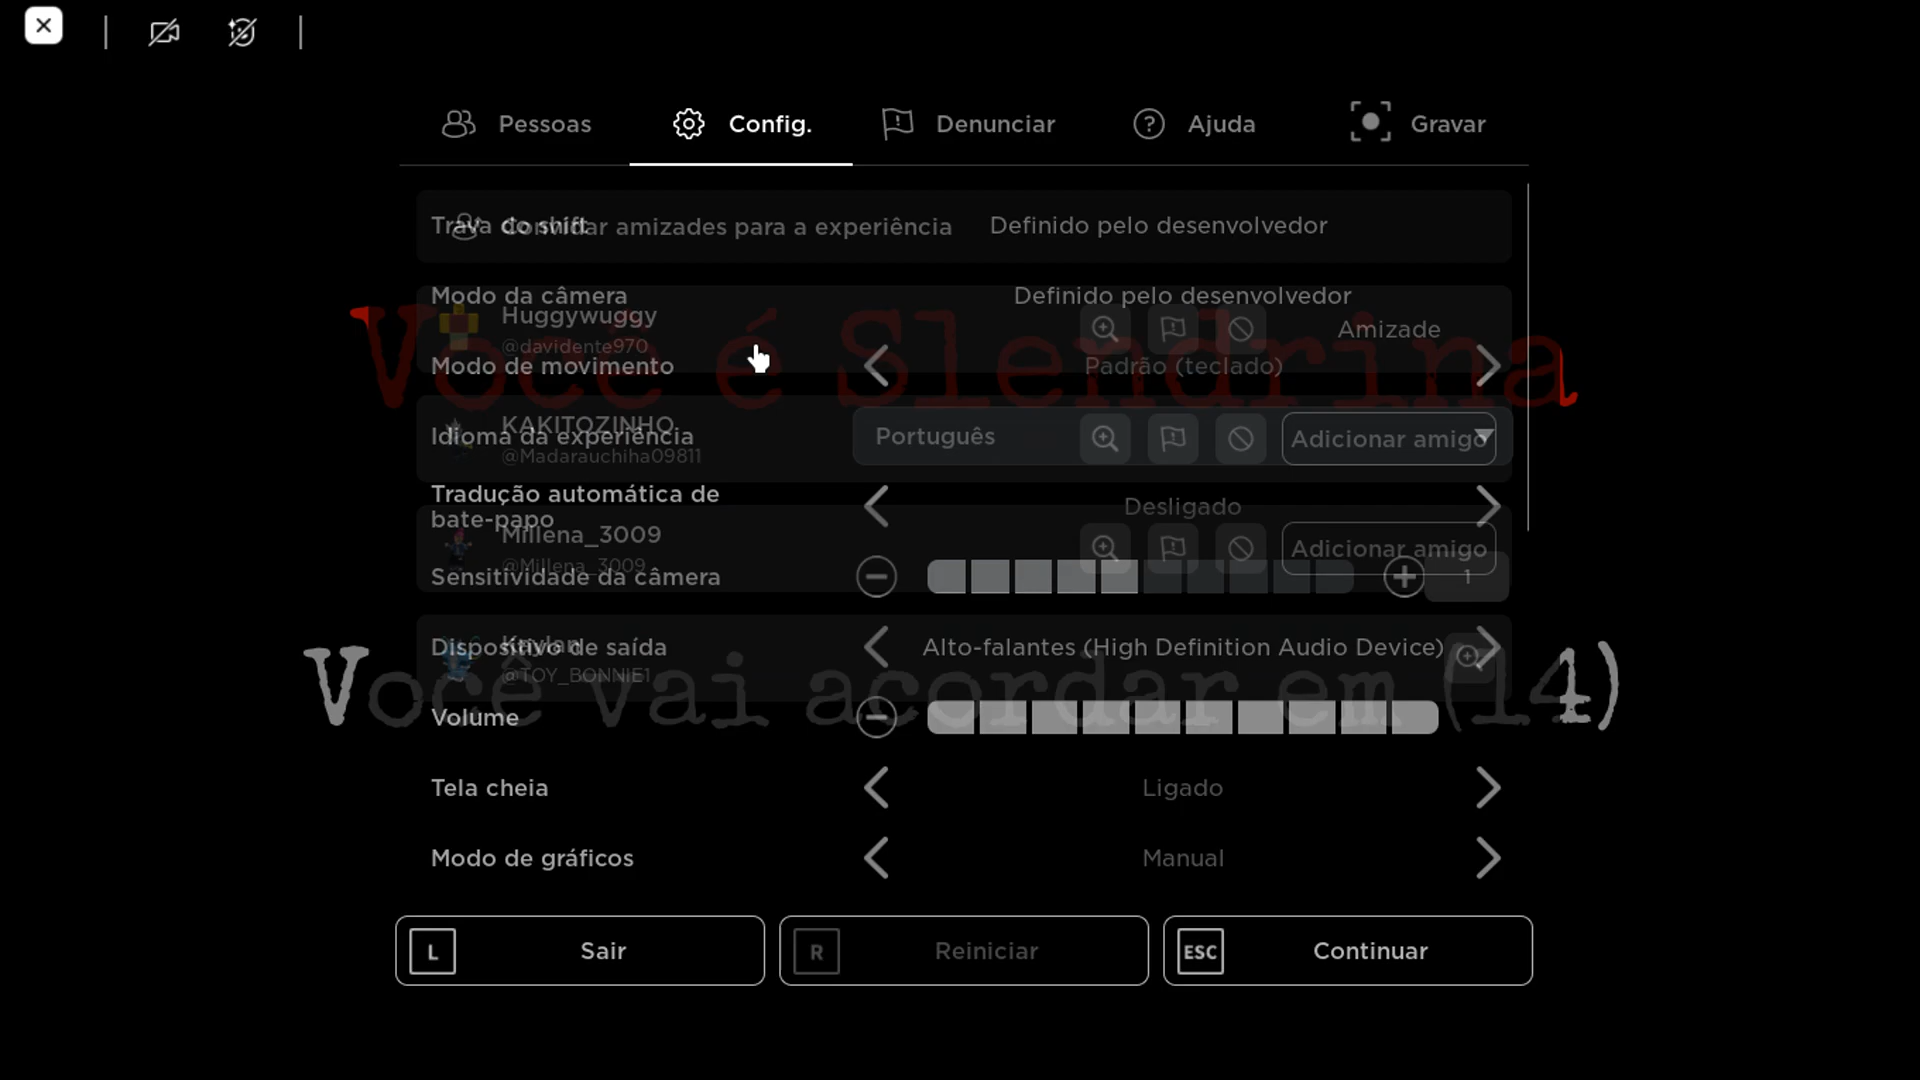 Pessoas
Config.
Denunciar
Ajuda
Gravar
Trava do shift
Convidar amizades para a experiência
Definido pelo desenvolvedor
Modo da câmera
Definido pelo desenvolvedor
Huggywuggy
@davidente970
Amizade
Você é Slendrina
Modo de movimento
Padrão (teclado)
KAKITOZINHO
Idioma da experiência
Português
Adicionar amigo
@Madarauchiha09811
Tradução automática de
bate-papo
Desligado
Millena_3009
@Millena_3009
Adicionar amigo
Sensitividade da câmera
1
Dispositivo de saída
Alto-falantes (High Definition Audio Device)
@TOY_BONNIE1
Você vai acordar em (14)
Volume
Tela cheia
Ligado
Modo de gráficos
Manual
L
Sair
R
Reiniciar
ESC
Continuar